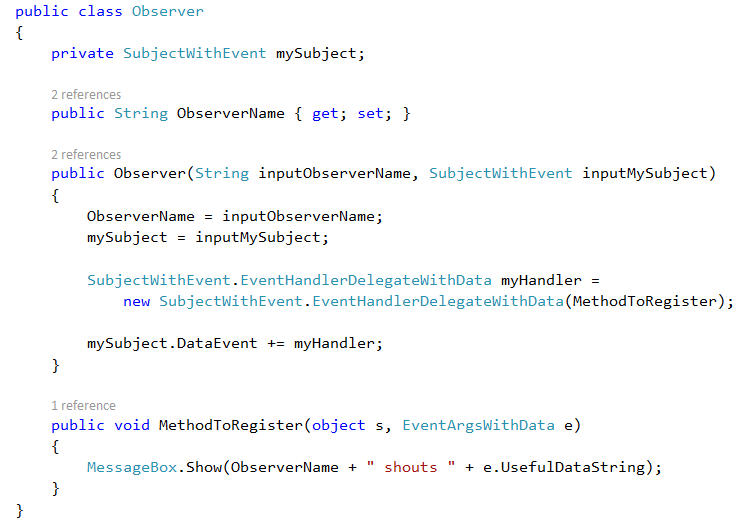 public class Observer
{
private SubjectWithEvent mySubject;
2 references
public String ObserverName { get; set; }
2 references
public Observer(String inputObserverName, SubjectWithEvent inputMySubject)
{
ObserverName = inputObserverName;
mySubject = inputMySubject;
SubjectWithEvent.EventHandlerDelegateWithData myHandler =
new SubjectWithEvent.EventHandlerDelegateWithData(MethodToRegister);
mySubject.DataEvent += myHandler;
}
1 reference
public void MethodToRegister(object s, EventArgsWithData e)
{
MessageBox.Show(ObserverName + " shouts " + e.UsefulDataString);
}
}